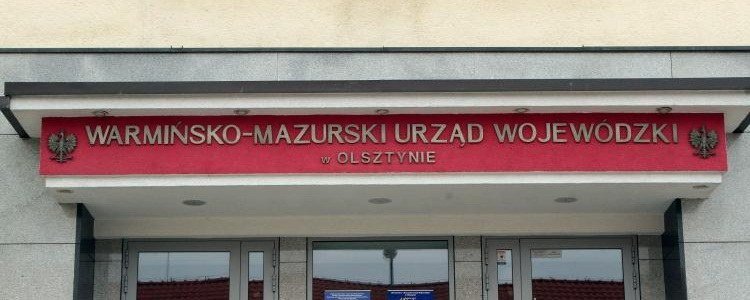 WARMIŃSKO-MAZURSKI URZĄD WOJEWÓDZKI
W OLSZTYNIE